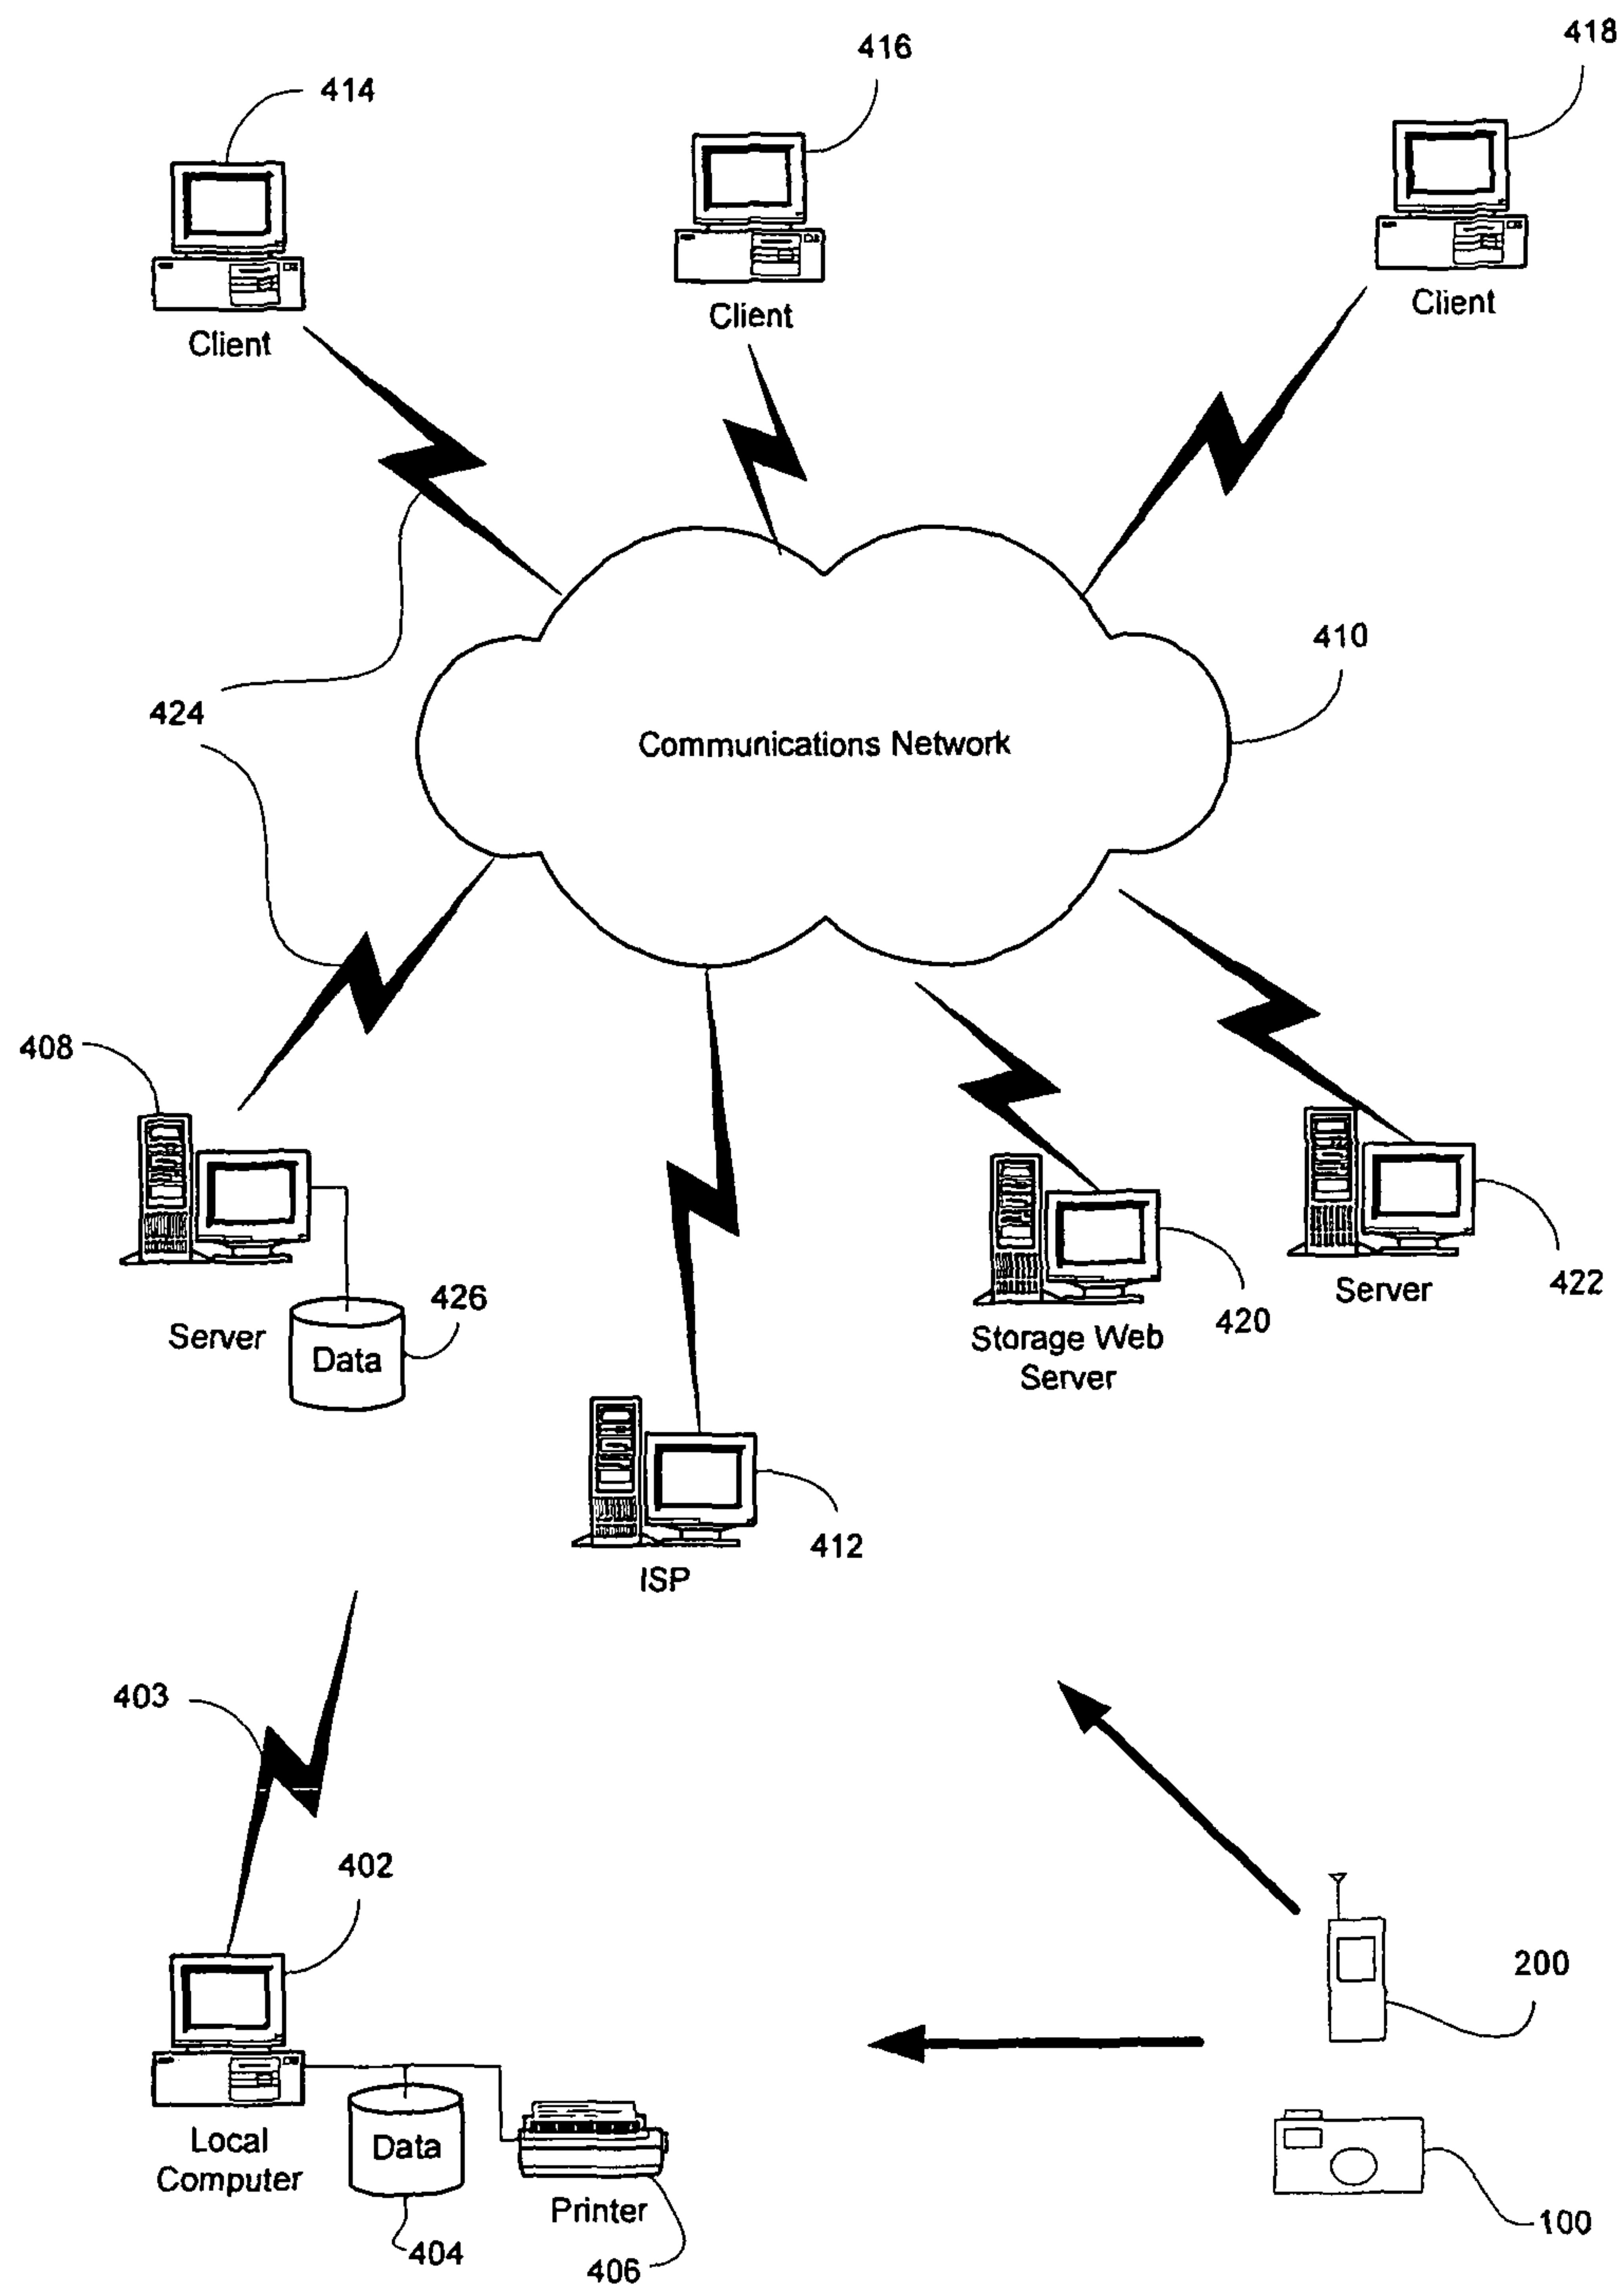 418
416
414
Client
Client
Client
410
424
Communications Network
408
426
Server
Data
420
Storage Web
Server
422
Server
412
ISP
403
402
200
Local
Computer
Data
Printer
404
406
100